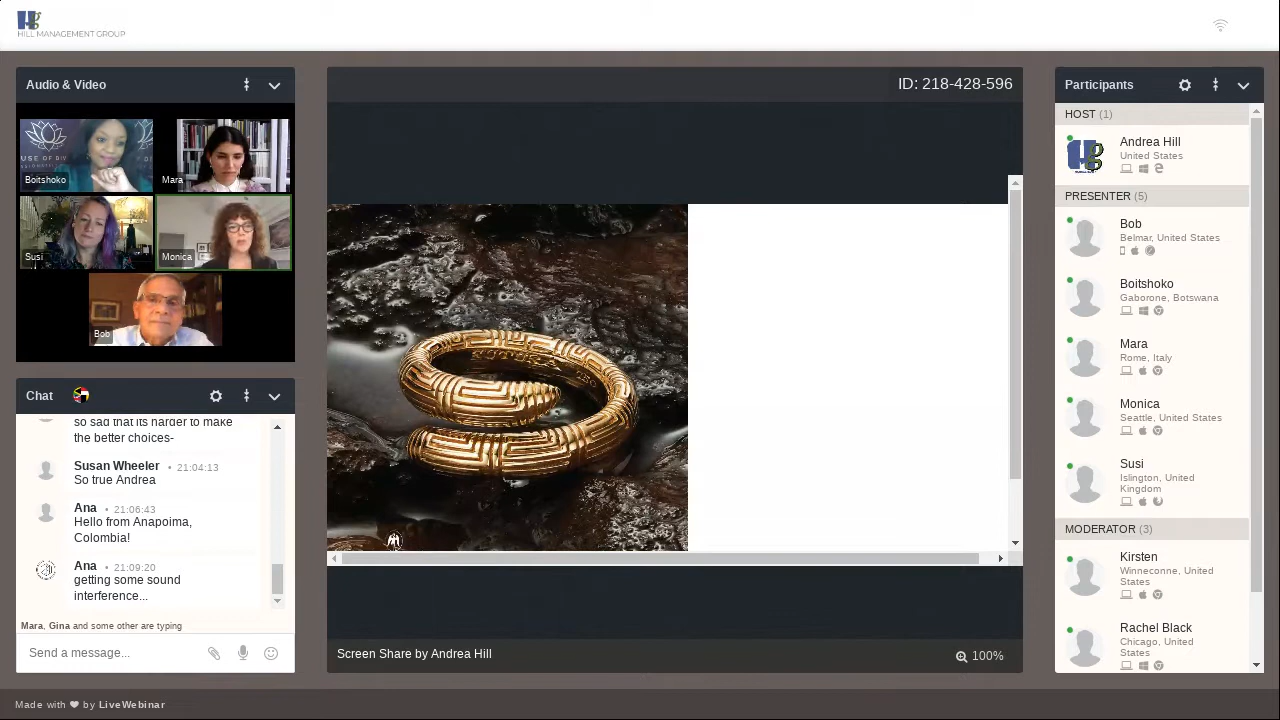 Hg
HILL MANAGEMENT GROUP
Audio & Video
USE OF DIV
Boitshoko
Mara
Susi
Monica
Bob
Chat
so sad that its harder to make
the better choices-
Susan Wheeler • 21:04:13
So true Andrea
Ana • 21:06:43
Hello from Anapoima,
Colombia!
Ana • 21:09:20
getting some sound
interference...
Mara, Gina and some other are typing
Send a message...
ID: 218-428-596
Screen Share by Andrea Hill
100%
Participants
HOST (1)
Andrea Hill
United States
PRESENTER (5)
Bob
Belmar, United States
Boitshoko
Gaborone, Botswana
Mara
Rome, Italy
Monica
Seattle, United States
Susi
Islington, United
Kingdom
MODERATOR (3)
Kirsten
Winneconne, United
States
Rachel Black
Chicago, United
States
Made with ❤ by LiveWebinar